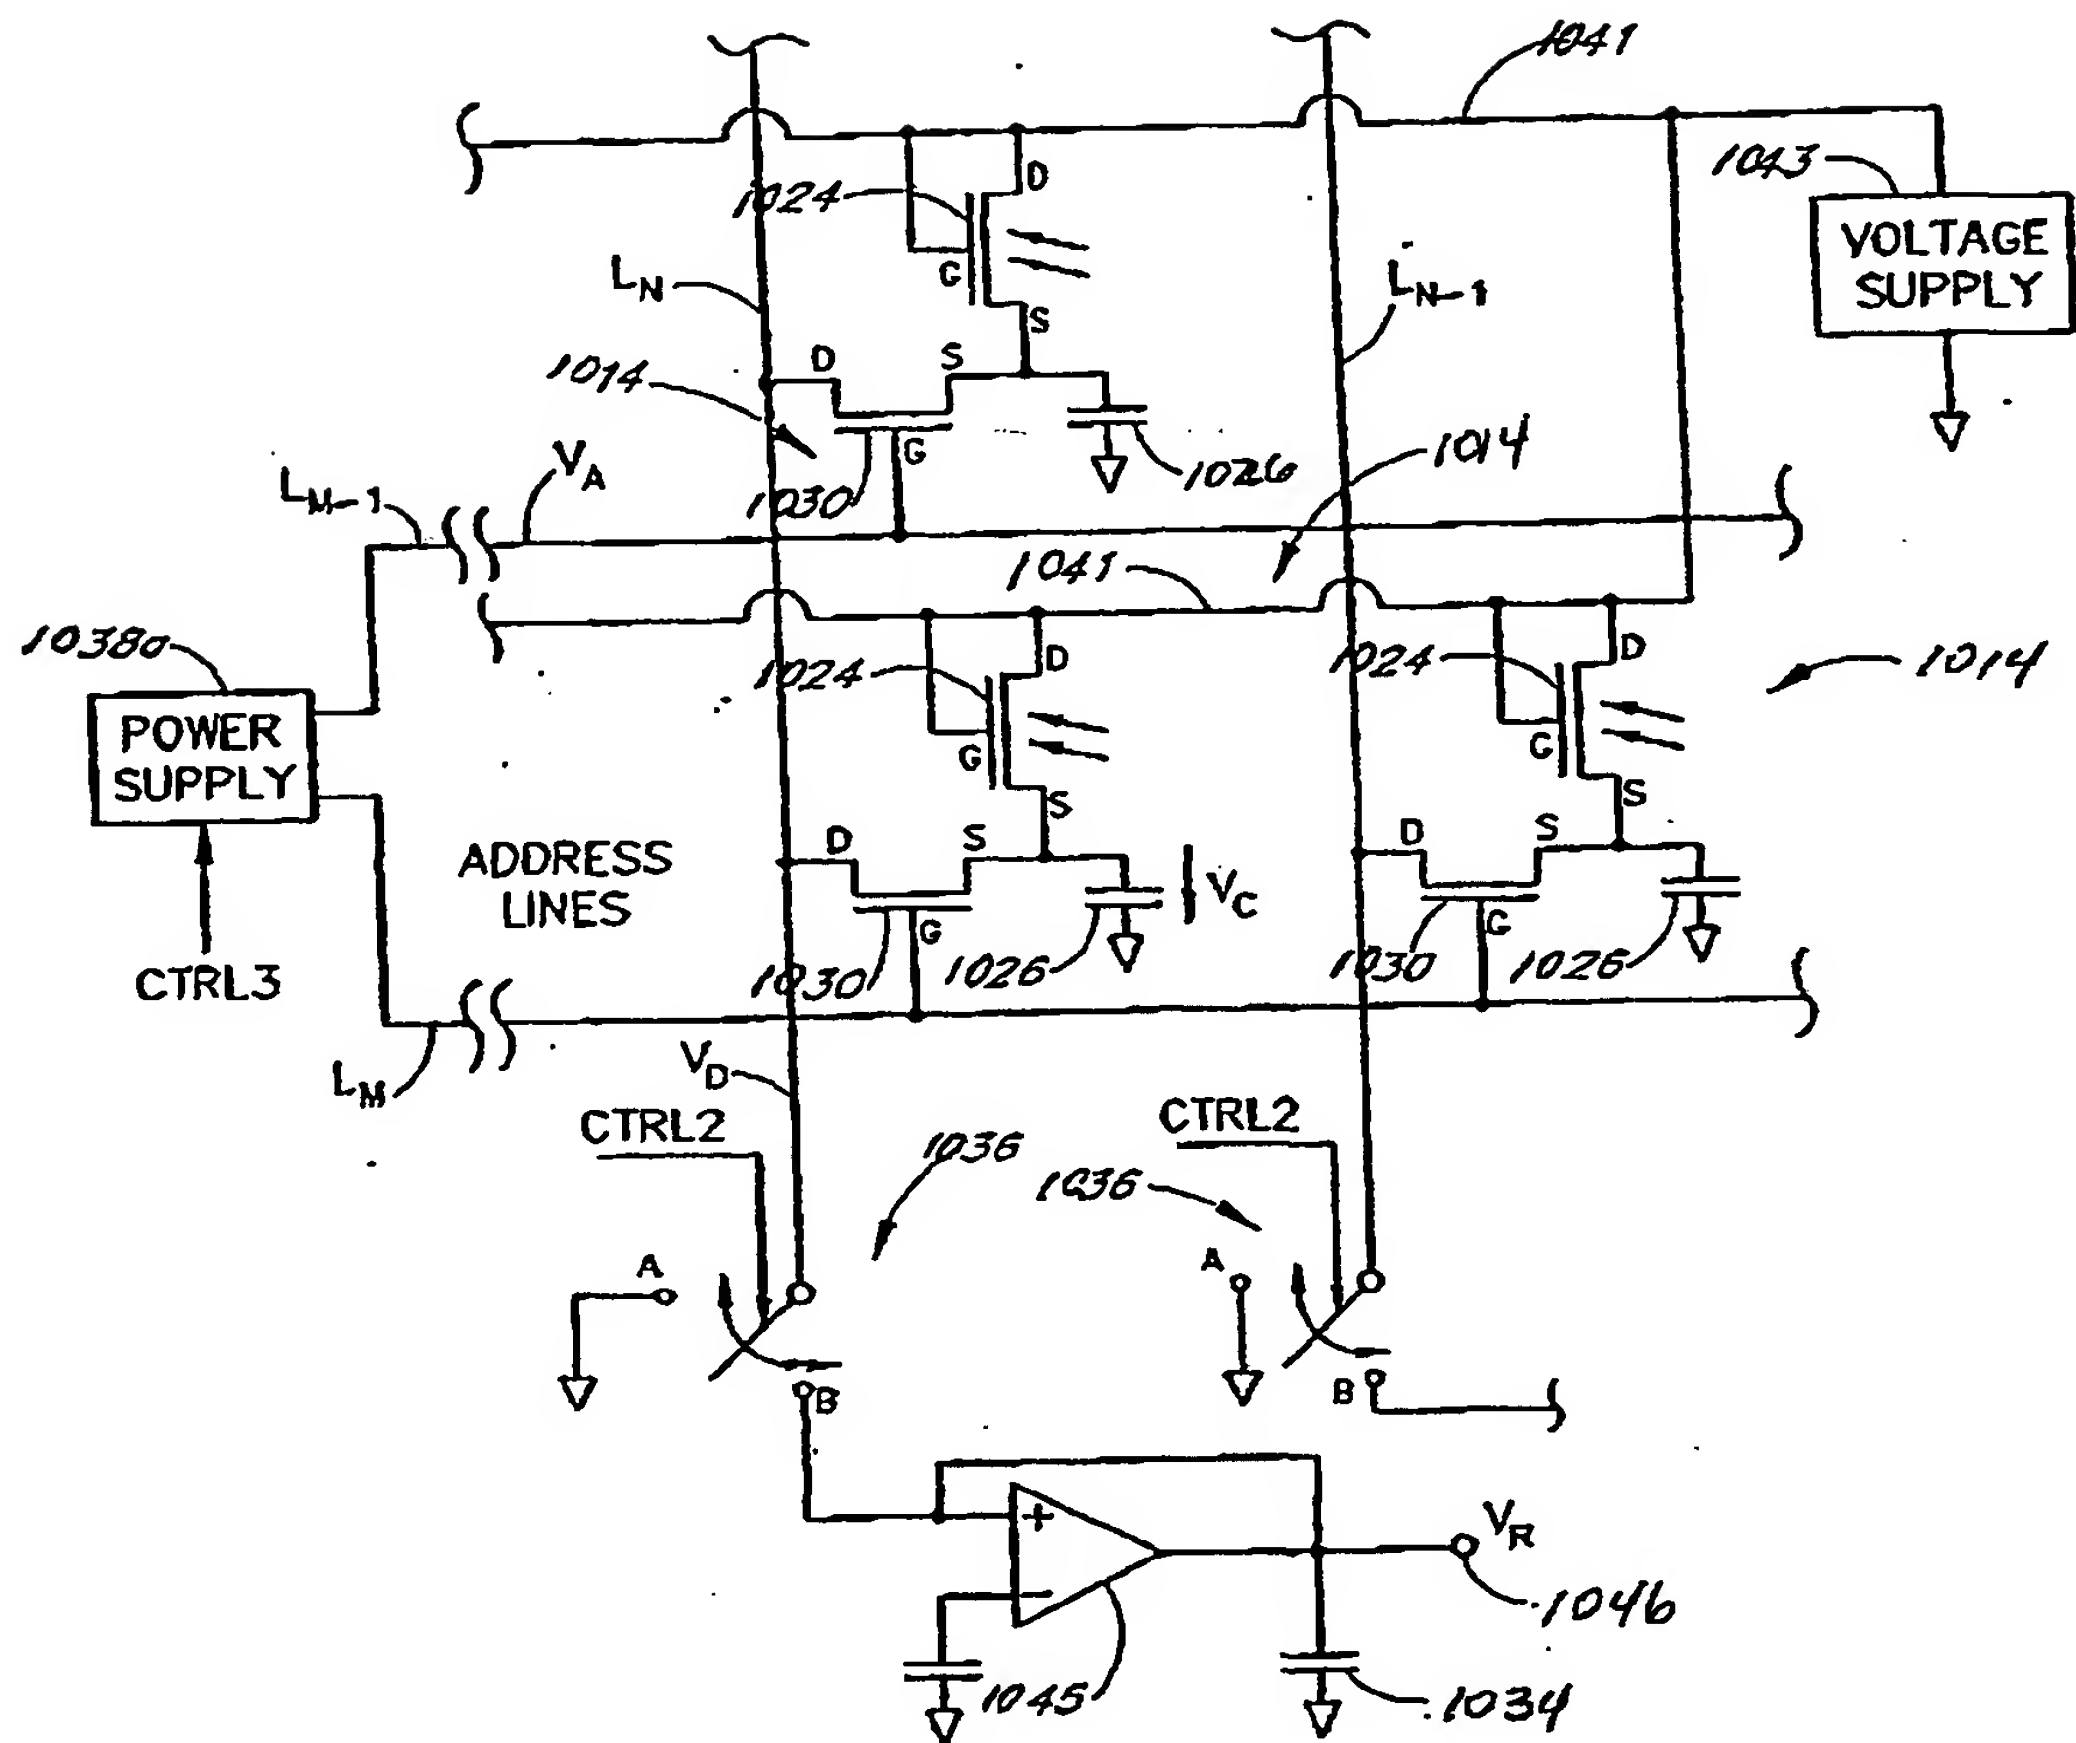 1041
1043
VOLTAGE
SUPPLY
1024
D
G
S
LN
LN-1
1014
D
S
G
1030
1026
1014
LM-1
VA
1041
1038a
POWER
SUPPLY
CTRL3
ADDRESS
LINES
1024
D
G
S
1024
D
G
S
1014
D
S
G
1030
1026
VC
D
S
G
1030
1026
LM
VD
CTRL2
CTRL2
1036
1036
A
B
A
B
+
−
VR
1046
1045
1034